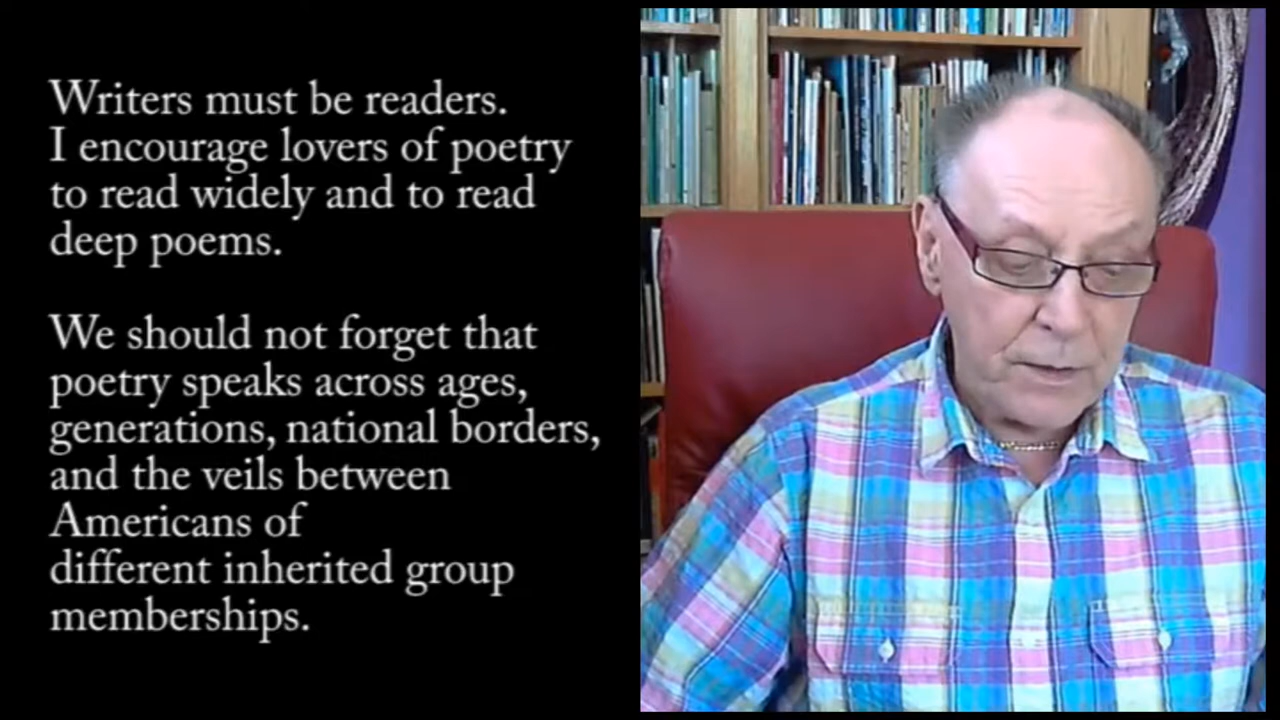 Writers must be readers.
I encourage lovers of poetry
to read widely and to read
deep poems.
We should not forget that
poetry speaks across ages,
generations, national borders,
and the veils between
Americans of
different inherited group
memberships.